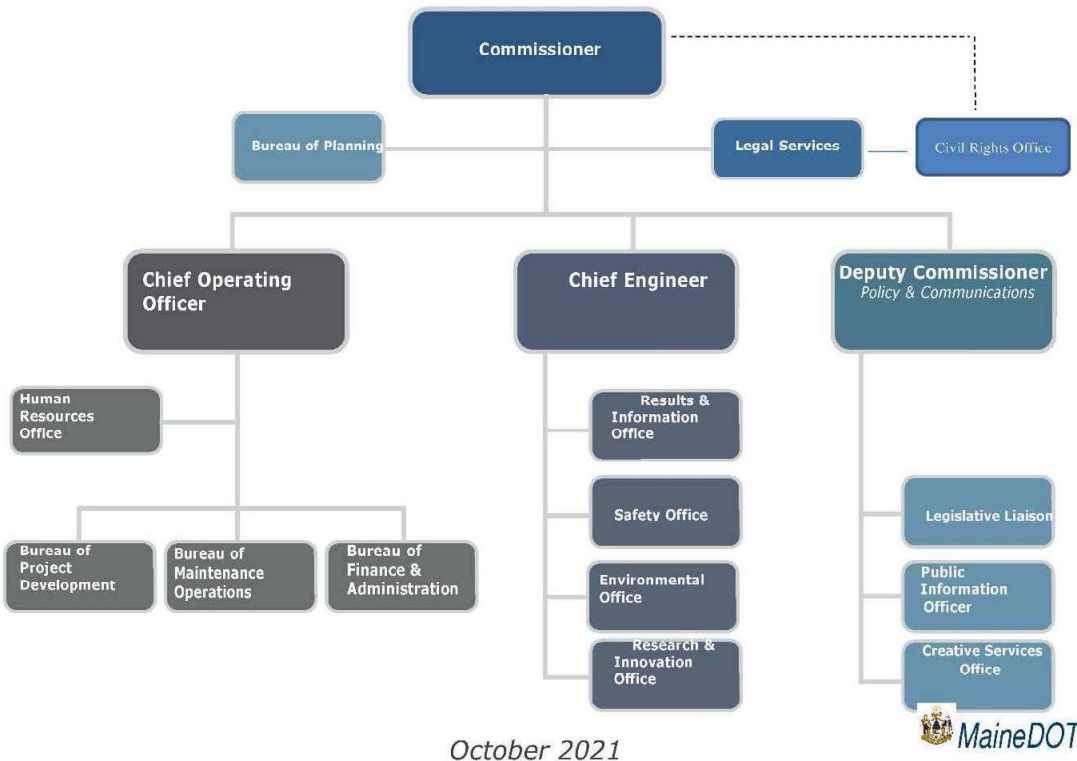 Commissioner
Bureau of Planning
Legal Services
Civil Rights Office
Chief Operating
Officer
Chief Engineer
Deputy Commissioner
Policy & Communications
Human
Resources
Office
Bureau of
Project
Development
Bureau of
Maintenance
Operations
Bureau of
Finance &
Administration
Results &
Information
Office
Safety Office
Environmental
Office
Research &
Innovation
Office
Legislative Liaison
Public
Information
Officer
Creative Services
Office
MaineDOT
October 2021